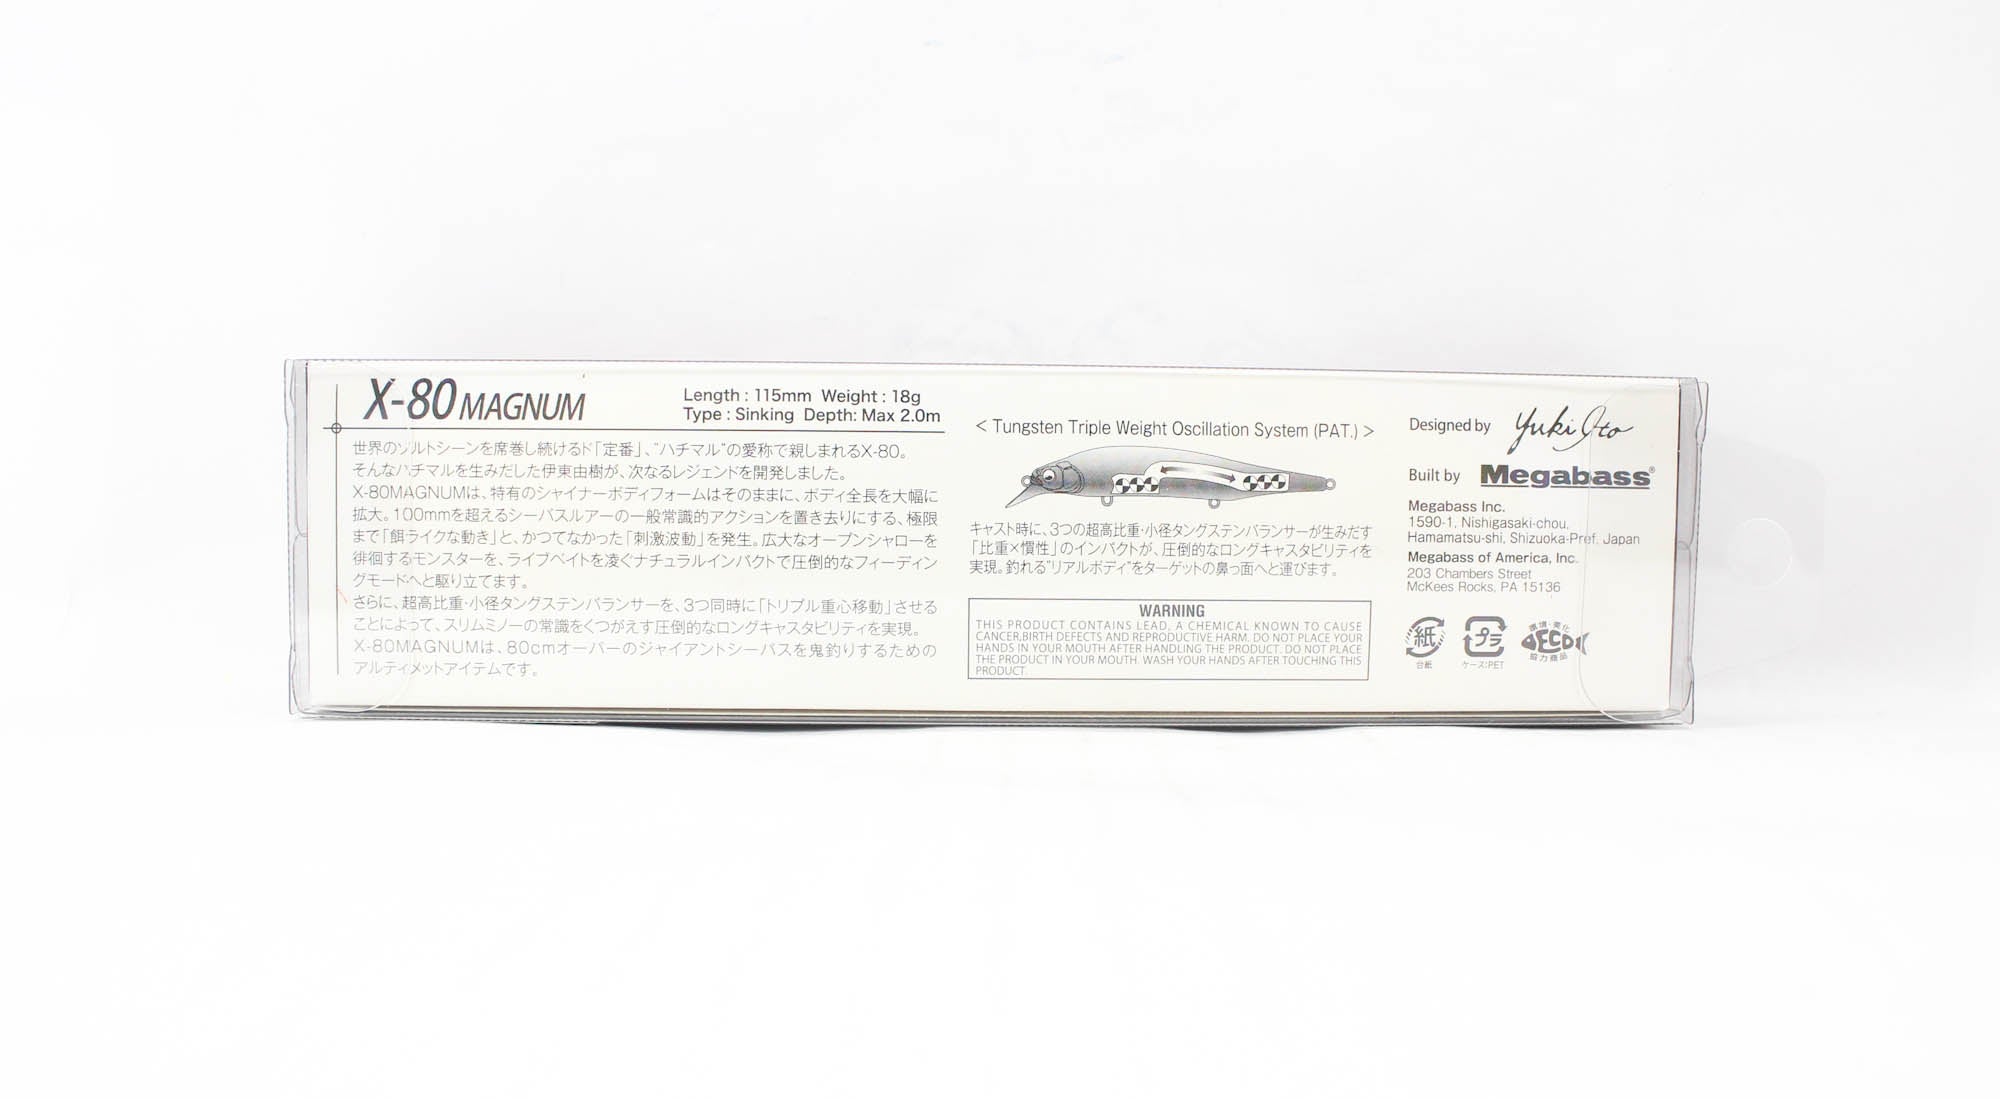 X-80 MAGNUM
Length : 115mm Weight : 18g
Type : Sinking Depth: Max 2.0m
世界のソルトシーンを席巻し続けるド「定番」、"ハチマル"の愛称で親しまれるX-80。
そんなハチマルを生みだした伊東由樹が、次なるレジェンドを開発しました。
X-80MAGNUMは、特有のシャイナーボディフォームはそのままに、ボディ全長を大幅に
拡大。100mmを超えるシーバスルアーの一般常識的アクションを置き去りにする、極限
まで「餌ライクな動き」と、かつてなかった「刺激波動」を発生。広大なオープンシャローを
徘徊するモンスターを、ライブベイトを凌ぐナチュラルインパクトで圧倒的なフィーディン
グモードへと駆り立てます。
さらに、超高比重・小径タングステンバランサーを、3つ同時に「トリプル重心移動」させる
ことによって、スリムミノーの常識をくつがえす圧倒的なロングキャスタビリティを実現。
X-80MAGNUMは、80cmオーバーのジャイアントシーバスを鬼釣りするための
アルティメットアイテムです。
< Tungsten Triple Weight Oscillation System (PAT.) >
キャスト時に、3つの超高比重・小径タングステンバランサーが生みだす
「比重×慣性」のインパクトが、圧倒的なロングキャスタビリティを
実現。釣れる"リアルボディ"をターゲットの鼻っ面へと運びます。
WARNING
THIS PRODUCT CONTAINS LEAD, A CHEMICAL KNOWN TO CAUSE
CANCER,BIRTH DEFECTS AND REPRODUCTIVE HARM. DO NOT PLACE YOUR
HANDS IN YOUR MOUTH AFTER HANDLING THE PRODUCT. DO NOT PLACE
THE PRODUCT IN YOUR MOUTH. WASH YOUR HANDS AFTER TOUCHING THIS
PRODUCT.
Designed by Yuki Ito
Built by Megabass®
Megabass Inc.
1590-1, Nishigasaki-chou,
Hamamatsu-shi, Shizuoka-Pref. Japan
Megabass of America, Inc.
203 Chambers Street
McKees Rocks, PA 15136
紙
台紙
プラ
ケース:PET
環境・美化
DECO
協力商品